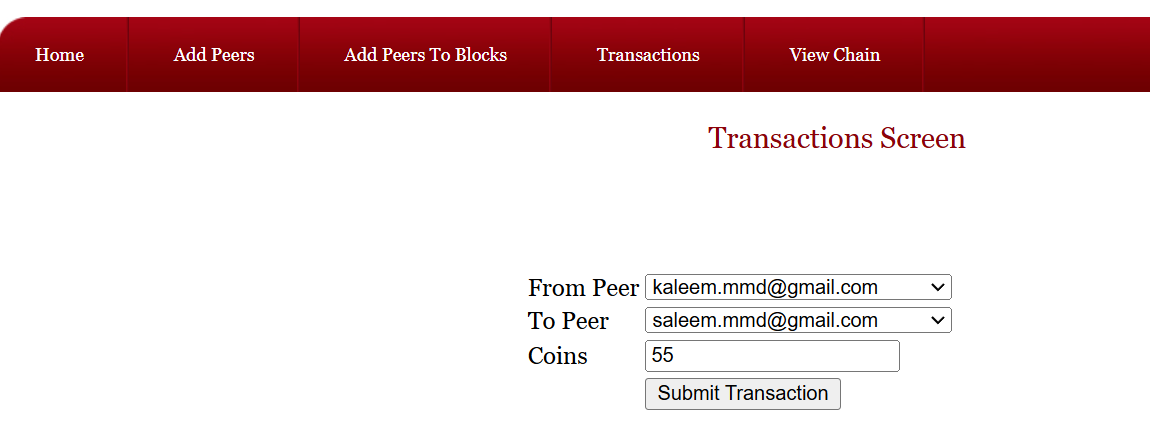 Home Add Peers Add Peers To Blocks Transactions View Chain
Transactions Screen
From Peer kaleem.mmd@gmail.com
To Peer saleem.mmd@gmail.com
Coins 55
Submit Transaction